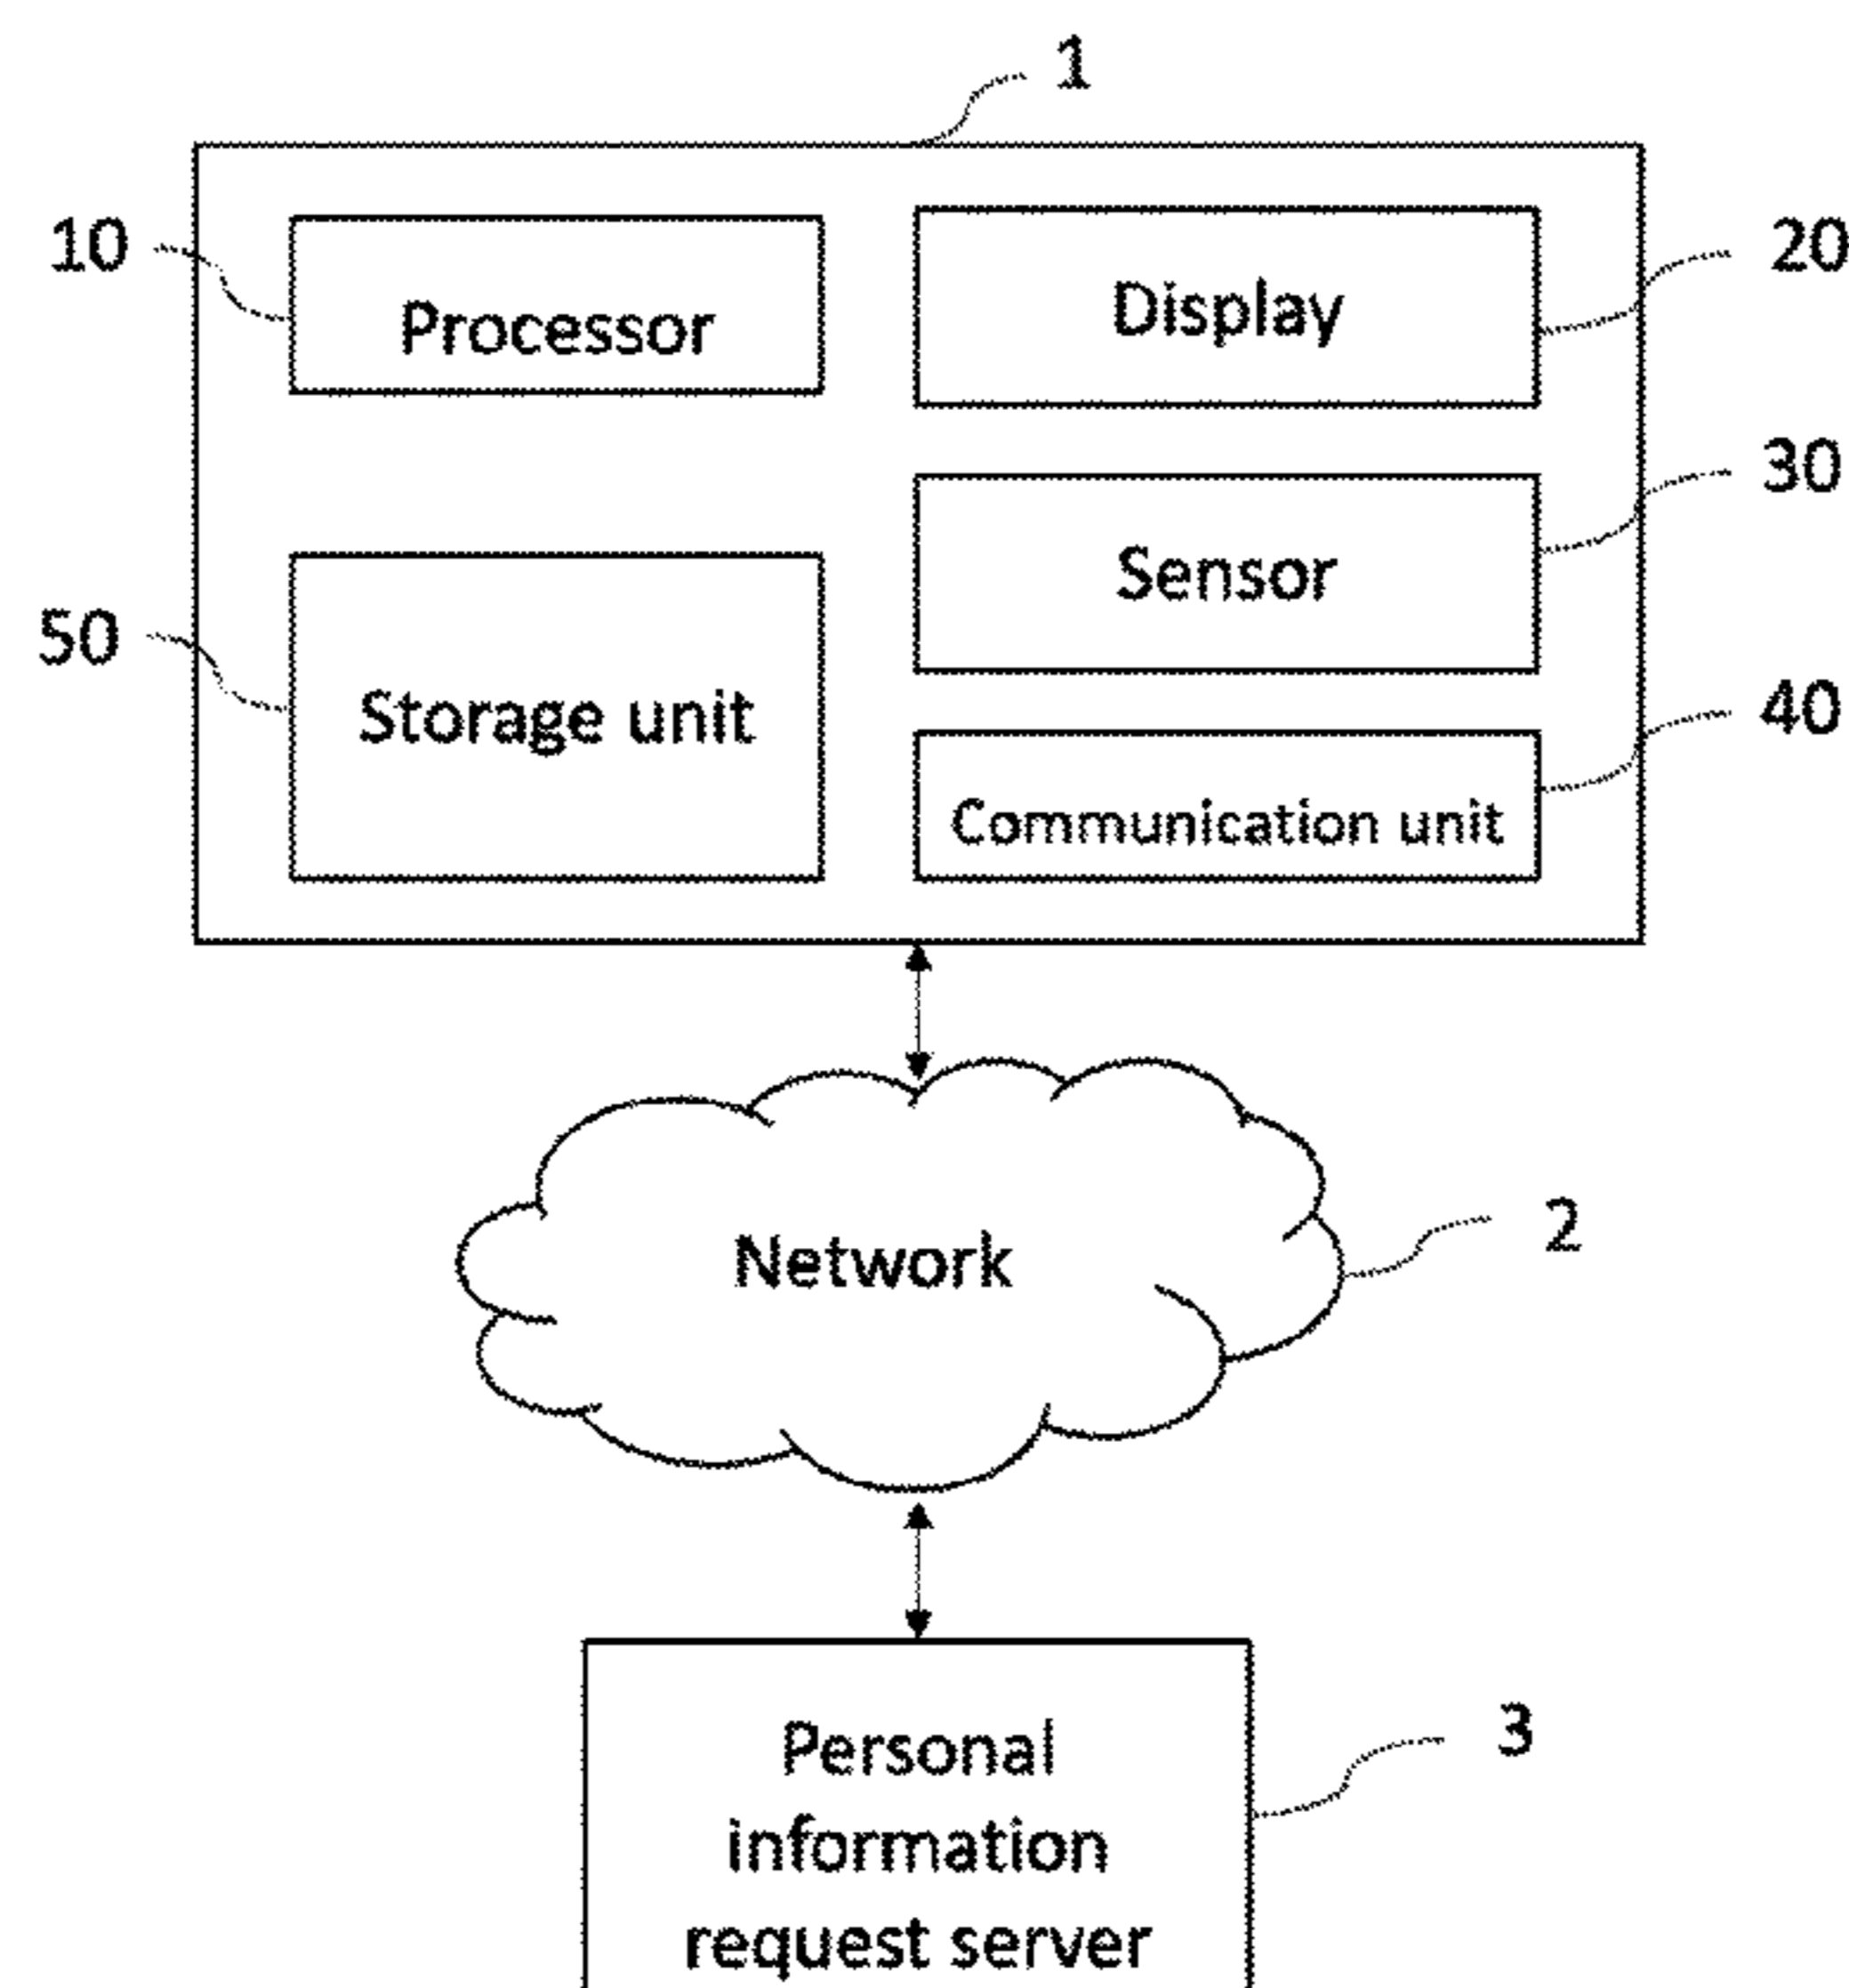 1
10
Processor
Display
20
30
Sensor
50
Storage unit
40
Communication unit
Network
2
Personal
information
request server
3